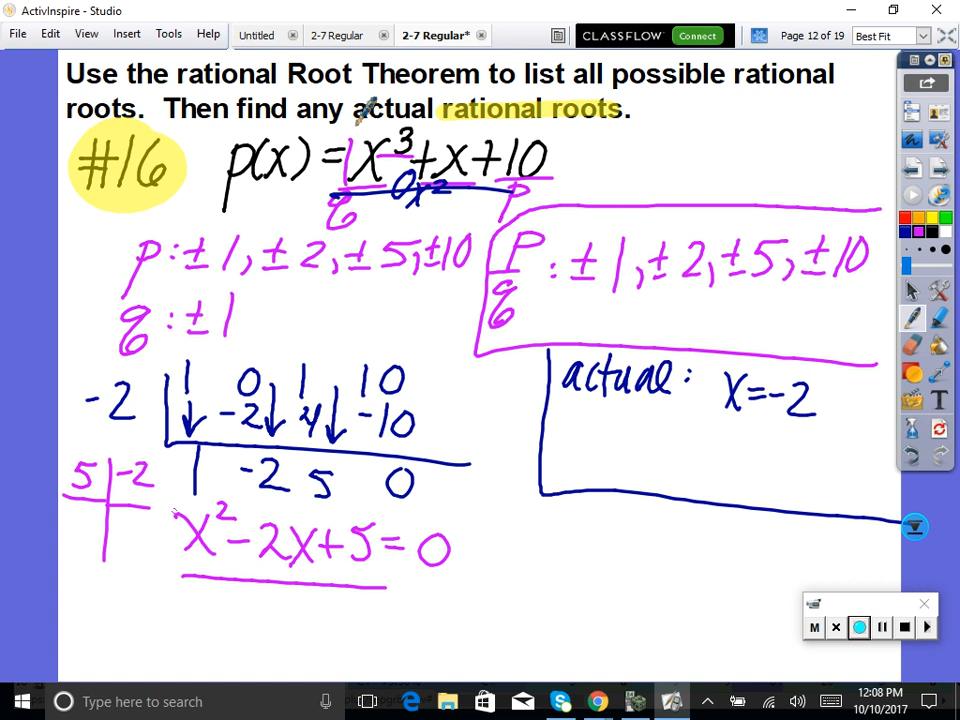 ActivInspire - Studio
File Edit View Insert Tools Help Untitled 2-7 Regular 2-7 Regular* CLASSFLOW Connect Page 12 of 19 Best Fit
Use the rational Root Theorem to list all possible rational
roots. Then find any actual rational roots.
#16 p(x) = 1x³ + x + 10
0x²
q p
p : ± 1, ± 2, ± 5, ± 10
p/q : ± 1, ± 2, ± 5, ± 10
q : ± 1
-2 1 0 1 10
-2 4 -10
1 -2 5 0
actual: x = -2
5 -2
x² - 2x + 5 = 0
M
Type here to search
12:08 PM
10/10/2017